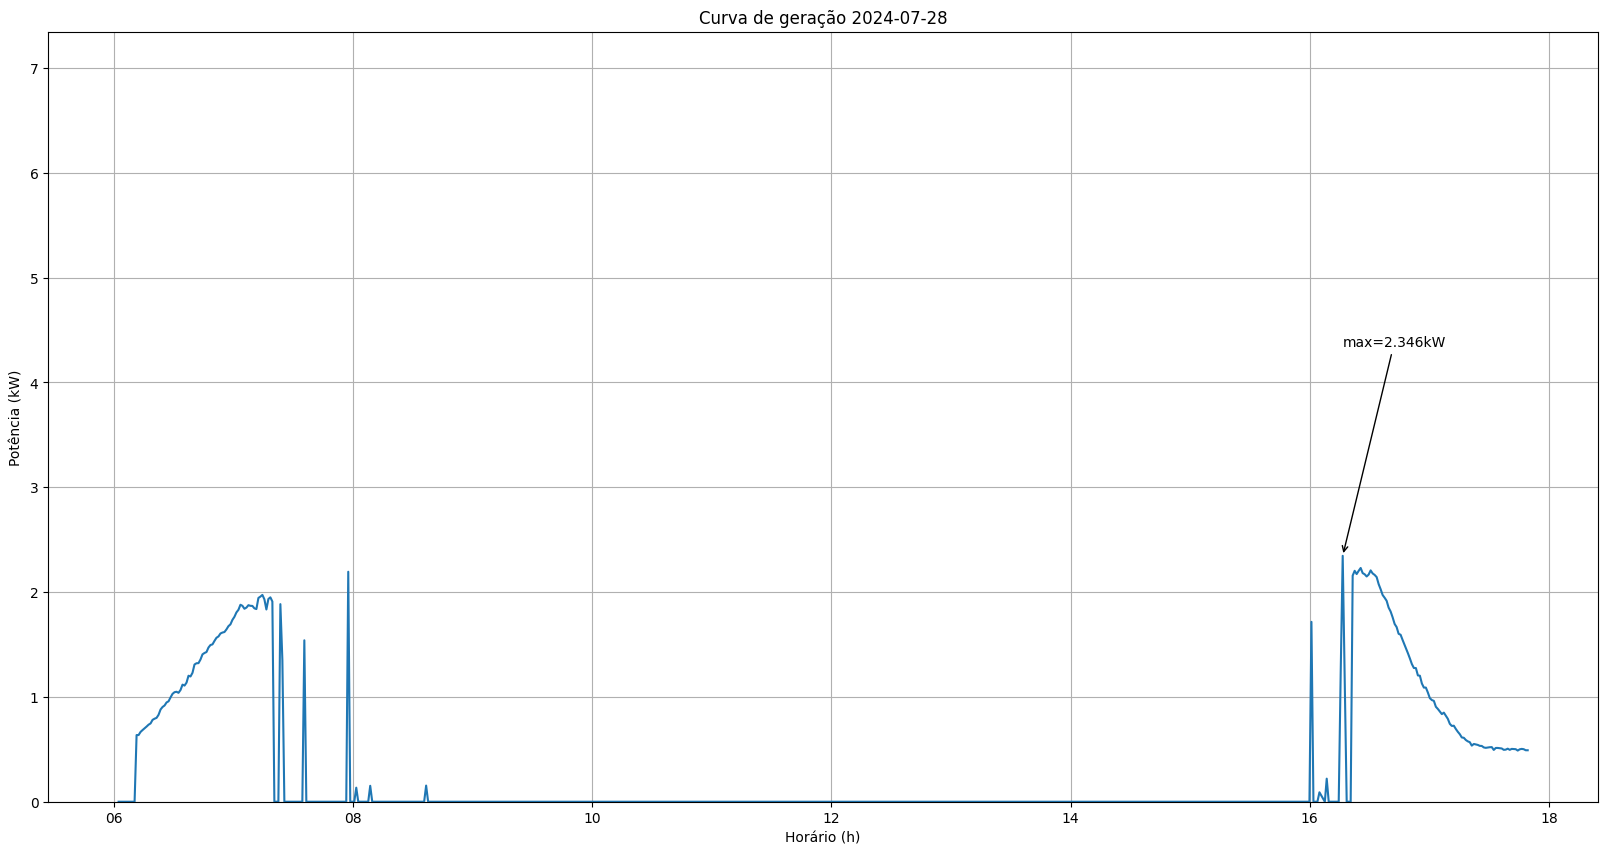 Curva de geração 2024-07-28
7
6
5
4
3
2
1
0
Potência (kW)
max=2.346kW
06 08 10 12 14 16 18
Horário (h)